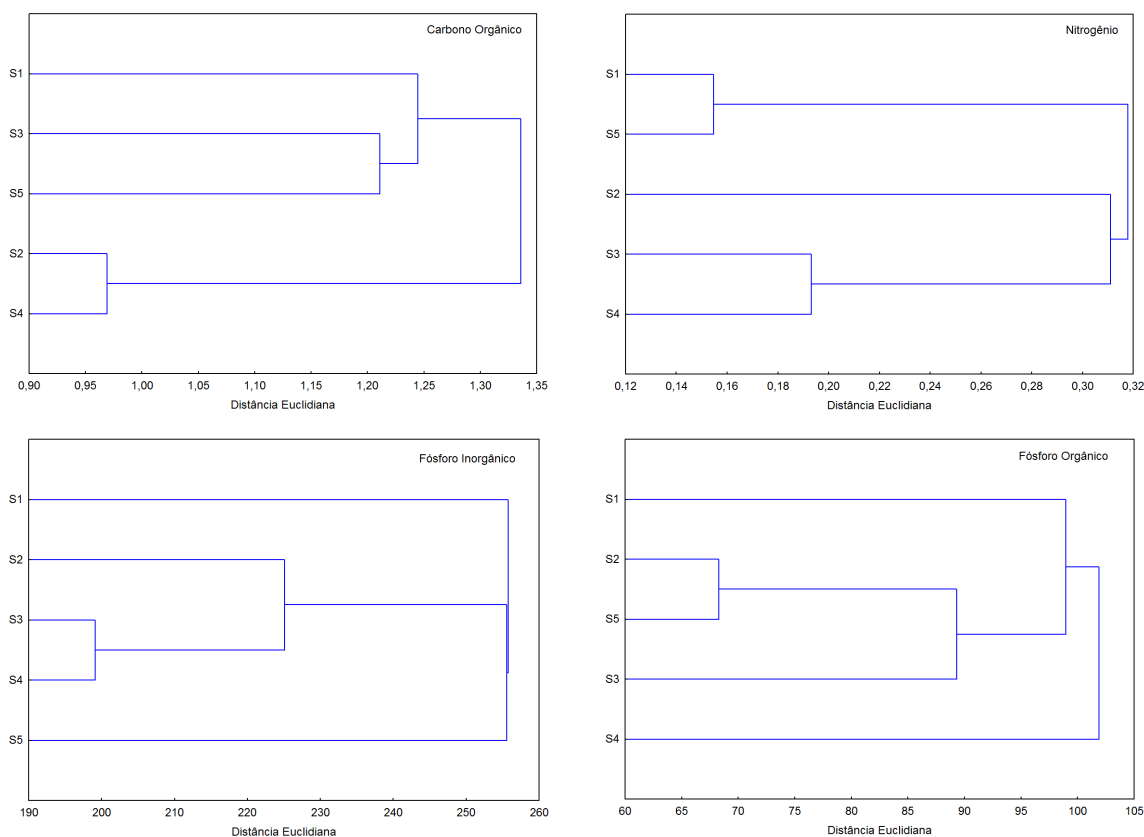 Carbono Orgânico
S1
S3
S5
S2
S4
0,90 0,95 1,00 1,05 1,10 1,15 1,20 1,25 1,30 1,35
Distância Euclidiana
Nitrogênio
S1
S5
S2
S3
S4
0,12 0,14 0,16 0,18 0,20 0,22 0,24 0,26 0,28 0,30 0,32
Distância Euclidiana
Fósforo Inorgânico
S1
S2
S3
S4
S5
190 200 210 220 230 240 250 260
Distância Euclidiana
Fósforo Orgânico
S1
S2
S5
S3
S4
60 65 70 75 80 85 90 95 100 105
Distância Euclidiana